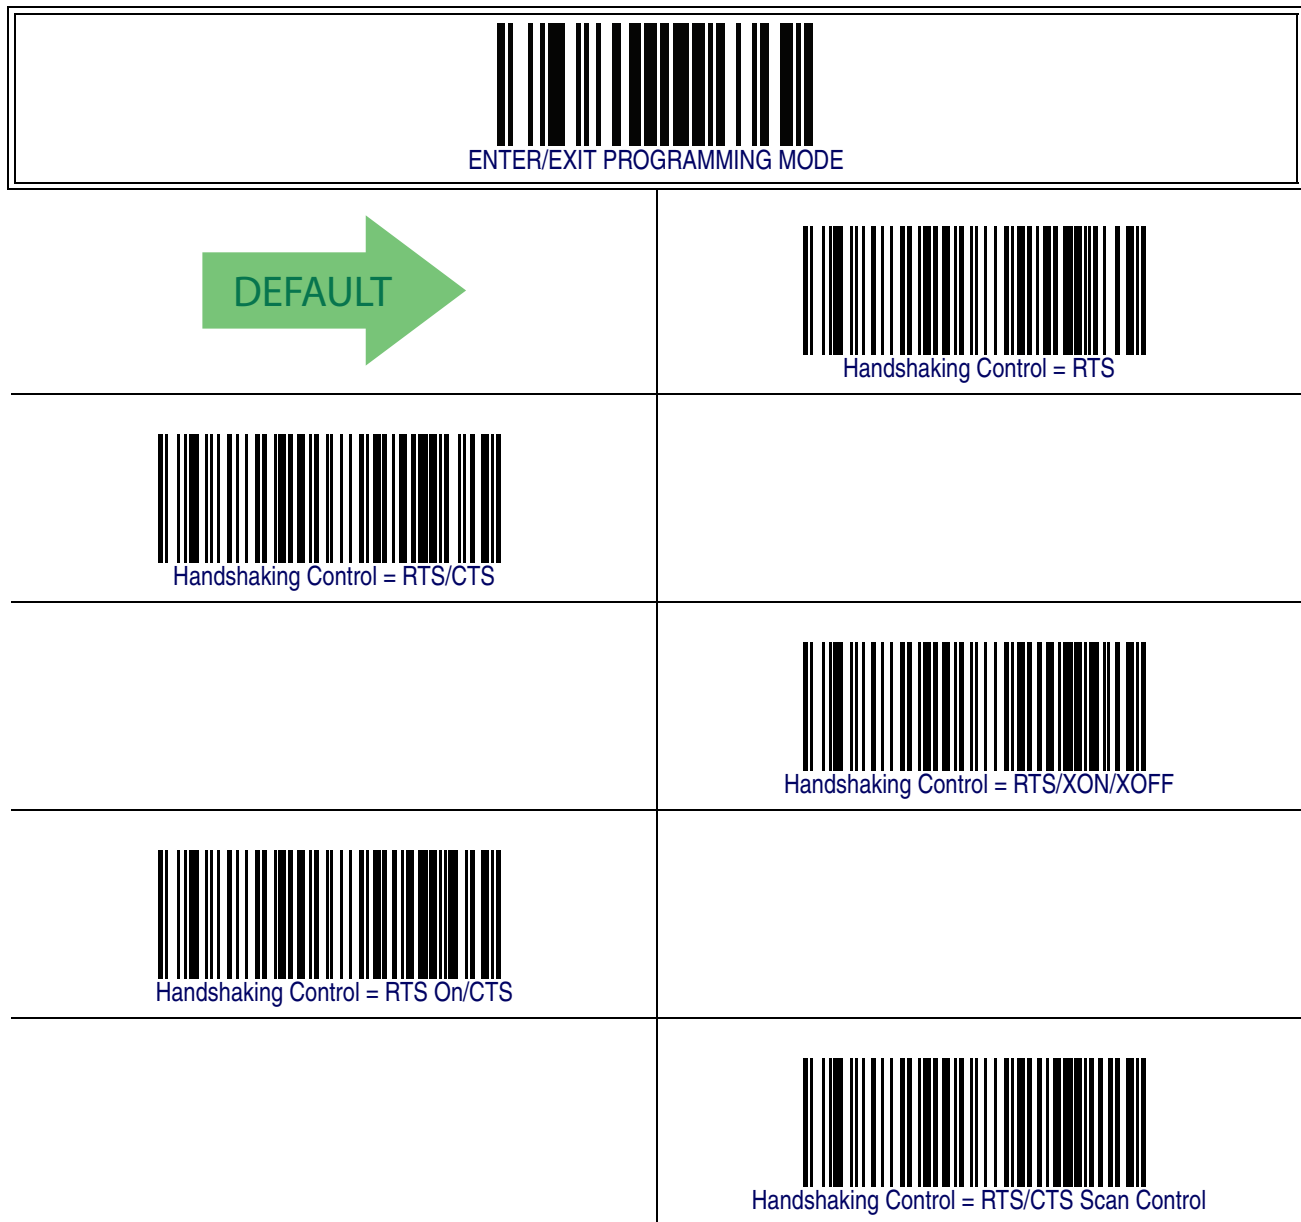 ENTER/EXIT PROGRAMMING MODE
DEFAULT
Handshaking Control = RTS
Handshaking Control = RTS/CTS
Handshaking Control = RTS/XON/XOFF
Handshaking Control = RTS On/CTS
Handshaking Control = RTS/CTS Scan Control